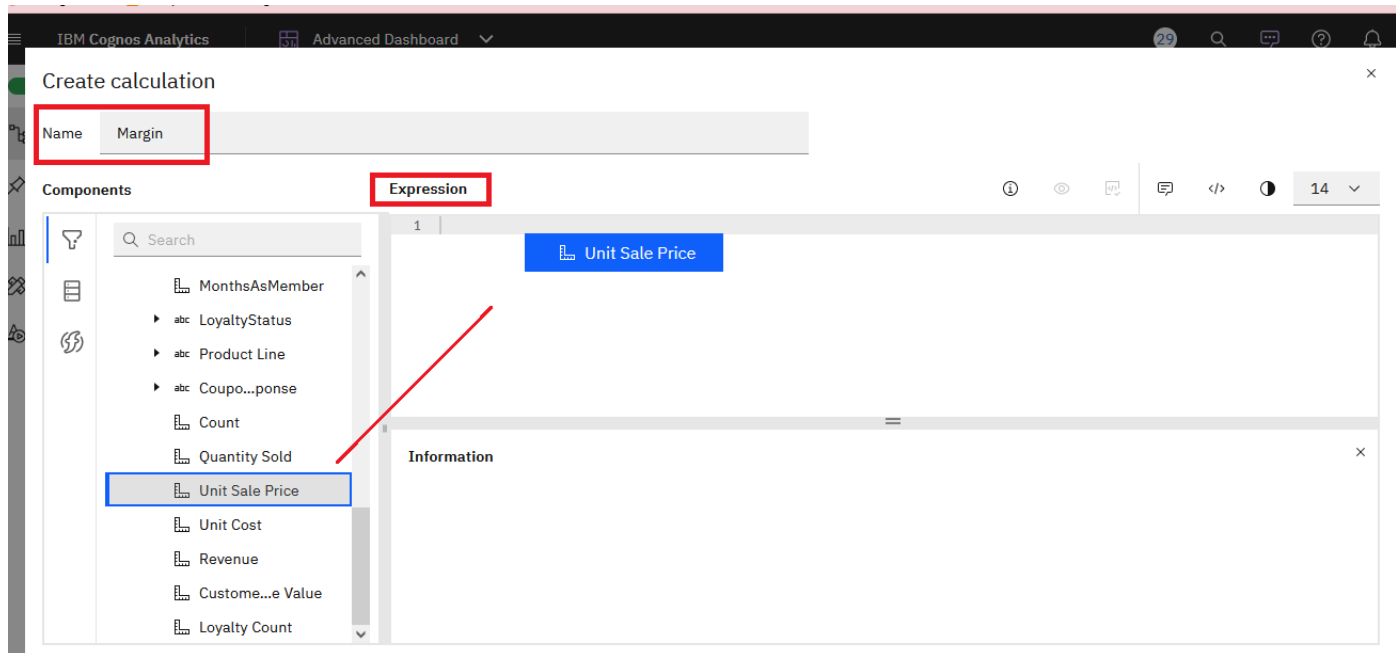 IBM Cognos Analytics Advanced Dashboard 29
Create calculation
Name Margin
Components Expression 14
Search
1
Unit Sale Price
MonthsAsMember
abc LoyaltyStatus
abc Product Line
abc Coupo...ponse
Count
Quantity Sold
Unit Sale Price
Unit Cost
Revenue
Custome...e Value
Loyalty Count
Information